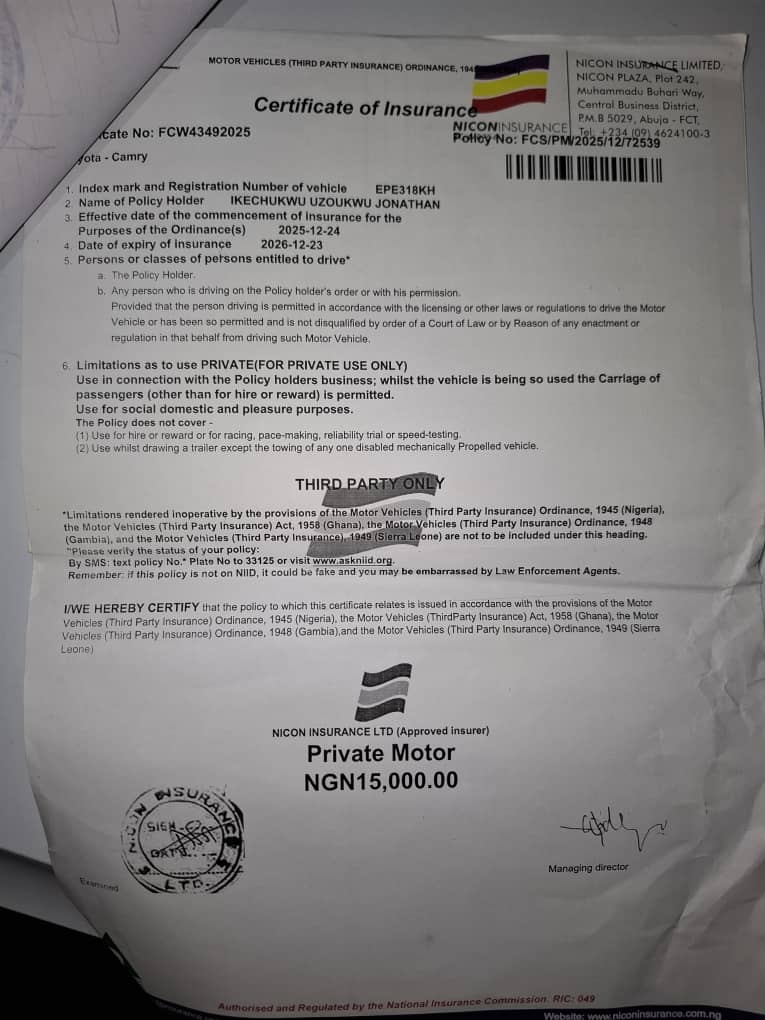 MOTOR VEHICLES (THIRD PARTY INSURANCE) ORDINANCE, 194
NICON INSURANCE LIMITED,
NICON PLAZA, Plot 242,
Muhammadu Buhari Way,
Central Business District,
P.M.B 5029, Abuja - FCT,
Tel: +234 (09) 4624100-3
Certificate of Insurance
NICONINSURANCE
cate No: FCW43492025
Policy No: FCS/PM/2025/12/72539
yota - Camry
1. Index mark and Registration Number of vehicle EPE318KH
2. Name of Policy Holder IKECHUKWU UZOUKWU JONATHAN
3. Effective date of the commencement of insurance for the
Purposes of the Ordinance(s) 2025-12-24
4. Date of expiry of insurance 2026-12-23
5. Persons or classes of persons entitled to drive*
a. The Policy Holder.
b. Any person who is driving on the Policy holder's order or with his permission.
Provided that the person driving is permitted in accordance with the licensing or other laws or regulations to drive the Motor
Vehicle or has been so permitted and is not disqualified by order of a Court of Law or by Reason of any enactment or
regulation in that behalf from driving such Motor Vehicle.
6. Limitations as to use PRIVATE(FOR PRIVATE USE ONLY)
Use in connection with the Policy holders business; whilst the vehicle is being so used the Carriage of
passengers (other than for hire or reward) is permitted.
Use for social domestic and pleasure purposes.
The Policy does not cover -
(1) Use for hire or reward or for racing, pace-making, reliability trial or speed-testing.
(2) Use whilst drawing a trailer except the towing of any one disabled mechanically Propelled vehicle.
THIRD PARTY ONLY
*Limitations rendered inoperative by the provisions of the Motor Vehicles (Third Party Insurance) Ordinance, 1945 (Nigeria),
the Motor Vehicles (Third Party Insurance) Act, 1958 (Ghana), the Motor Vehicles (Third Party Insurance) Ordinance, 1948
(Gambia), and the Motor Vehicles (Third Party Insurance), 1949 (Sierra Leone) are not to be included under this heading.
"Please verify the status of your policy:
By SMS: text policy No.* Plate No to 33125 or visit www.askniid.org.
Remember: if this policy is not on NIID, it could be fake and you may be embarrassed by Law Enforcement Agents.
I/WE HEREBY CERTIFY that the policy to which this certificate relates is issued in accordance with the provisions of the Motor
Vehicles (Third Party Insurance) Ordinance, 1945 (Nigeria), the Motor Vehicles (ThirdParty Insurance) Act, 1958 (Ghana), the Motor
Vehicles (Third Party Insurance) Ordinance, 1948 (Gambia),and the Motor Vehicles (Third Party Insurance) Ordinance, 1949 (Sierra
Leone)
NICON INSURANCE LTD (Approved insurer)
Private Motor
NGN15,000.00
NICON INSURANCE
SIGN
DATE
LTD.
Managing director
Examined
Authorised and Regulated by the National Insurance Commission. RIC: 049
Website: www.niconinsurance.com.ng